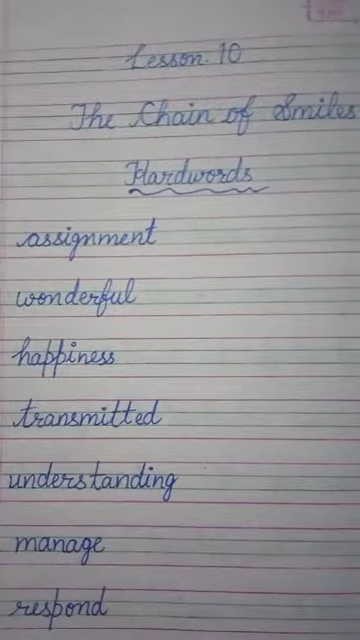 Lesson. 10
The Chain of Smiles
Hardwords
assignment
wonderful
happiness
transmitted
understanding
manage
respond